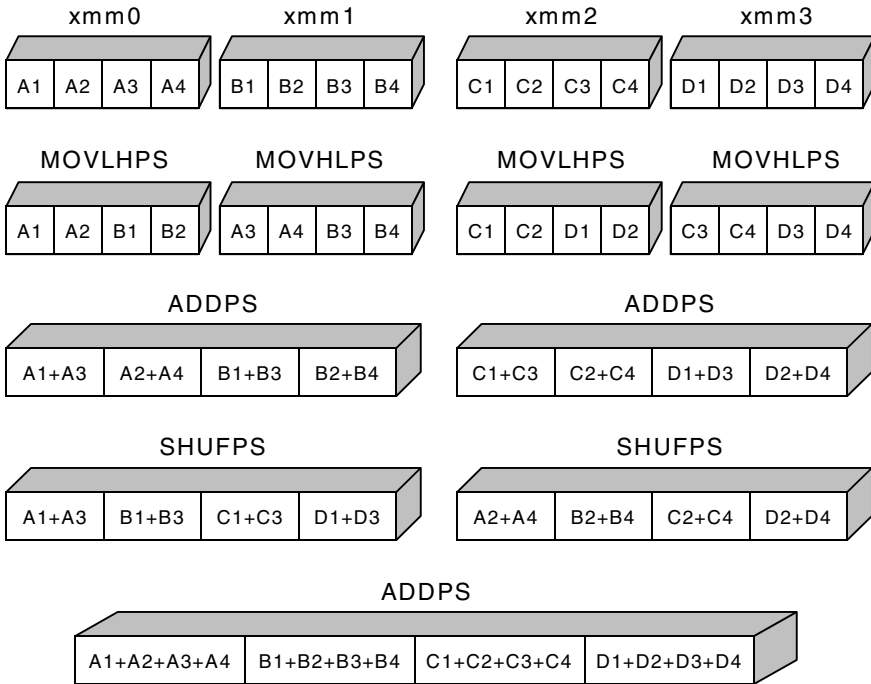 xmm0 xmm1 xmm2 xmm3
A1 A2 A3 A4 B1 B2 B3 B4 C1 C2 C3 C4 D1 D2 D3 D4
MOVLHPS MOVHLPS MOVLHPS MOVHLPS
A1 A2 B1 B2 A3 A4 B3 B4 C1 C2 D1 D2 C3 C4 D3 D4
ADDPS ADDPS
A1+A3 A2+A4 B1+B3 B2+B4 C1+C3 C2+C4 D1+D3 D2+D4
SHUFPS SHUFPS
A1+A3 B1+B3 C1+C3 D1+D3 A2+A4 B2+B4 C2+C4 D2+D4
ADDPS
A1+A2+A3+A4 B1+B2+B3+B4 C1+C2+C3+C4 D1+D2+D3+D4